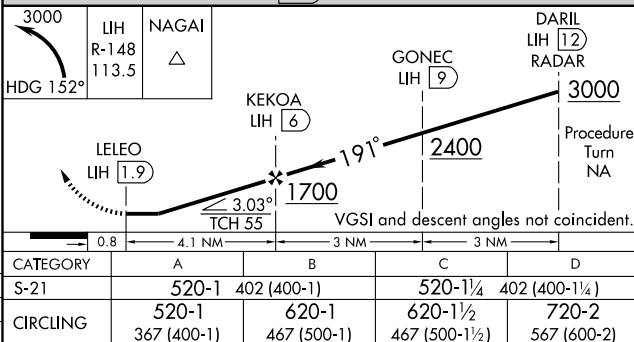 3000
HDG 152°
LIH
R-148
113.5
NAGAI
DARIL
LIH 12
RADAR
GONEC
LIH 9
KEKOA
LIH 6
LELEO
LIH 1.9
3000
191°
2400
1700
Procedure
Turn
NA
3.03°
TCH 55
VGSI and descent angles not coincident.
0.8 4.1 NM 3 NM 3 NM
CATEGORY A B C D
S-21 520-1 402 (400-1) 520-1¼ 402 (400-1¼)
CIRCLING 520-1 620-1 620-1½ 720-2
367 (400-1) 467 (500-1) 467 (500-1½) 567 (600-2)